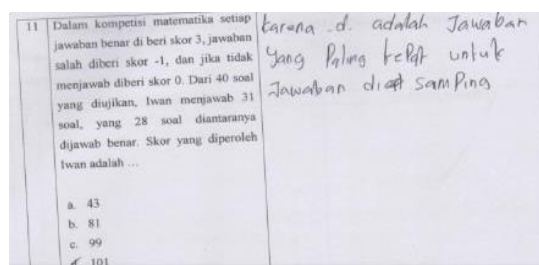 11
Dalam kompetisi matematika setiap
jawaban benar di beri skor 3, jawaban
salah diberi skor -1, dan jika tidak
menjawab diberi skor 0. Dari 40 soal
yang diujikan, Iwan menjawab 31
soal, yang 28 soal diantaranya
dijawab benar. Skor yang diperoleh
Iwan adalah ...
a. 43
b. 81
c. 99
101
karena .d. adalah Jawaban
Yang Paling tepat untuk
Jawaban di samping